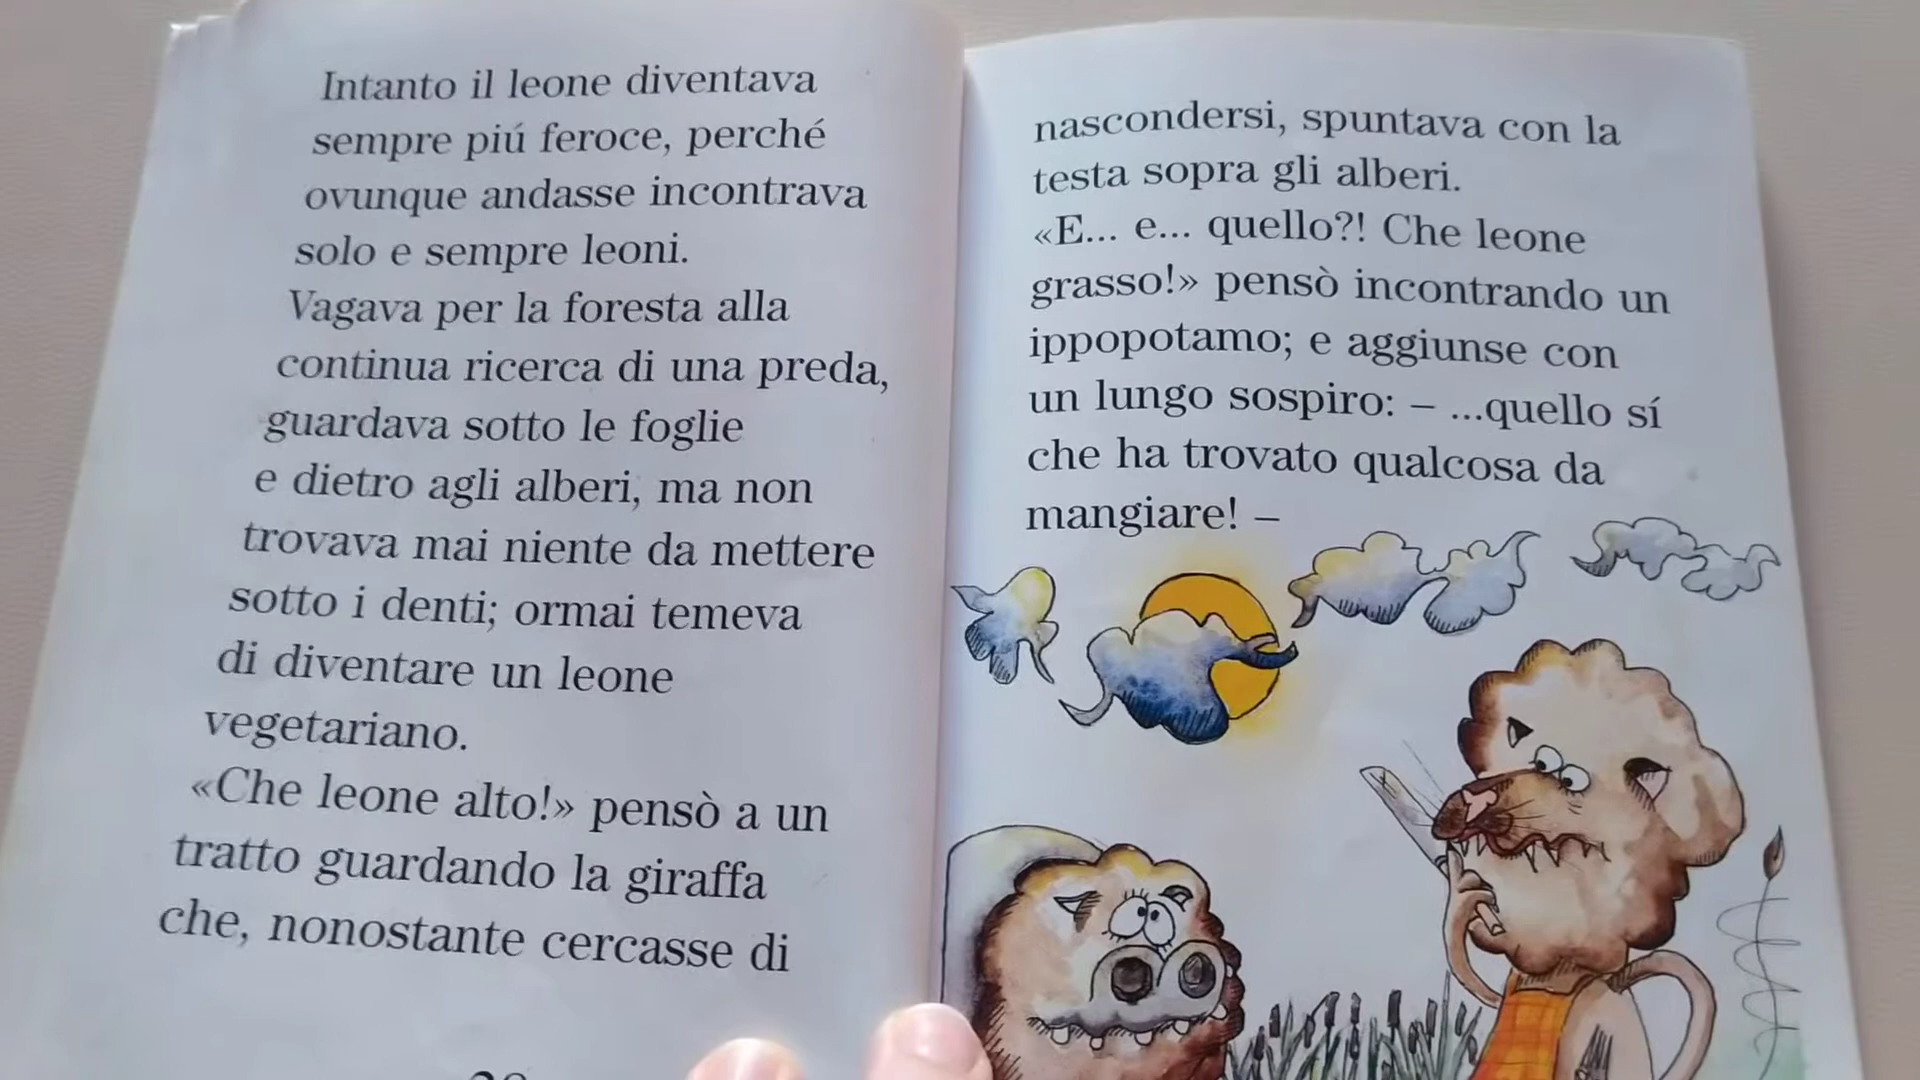 Intanto il leone diventava
sempre piú feroce, perché
ovunque andasse incontrava
solo e sempre leoni.
Vagava per la foresta alla
continua ricerca di una preda,
guardava sotto le foglie
e dietro agli alberi, ma non
trovava mai niente da mettere
sotto i denti; ormai temeva
di diventare un leone
vegetariano.
«Che leone alto!» pensò a un
tratto guardando la giraffa
che, nonostante cercasse di
nascondersi, spuntava con la
testa sopra gli alberi.
«E... e... quello?! Che leone
grasso!» pensò incontrando un
ippopotamo; e aggiunse con
un lungo sospiro: – ...quello sí
che ha trovato qualcosa da
mangiare! –